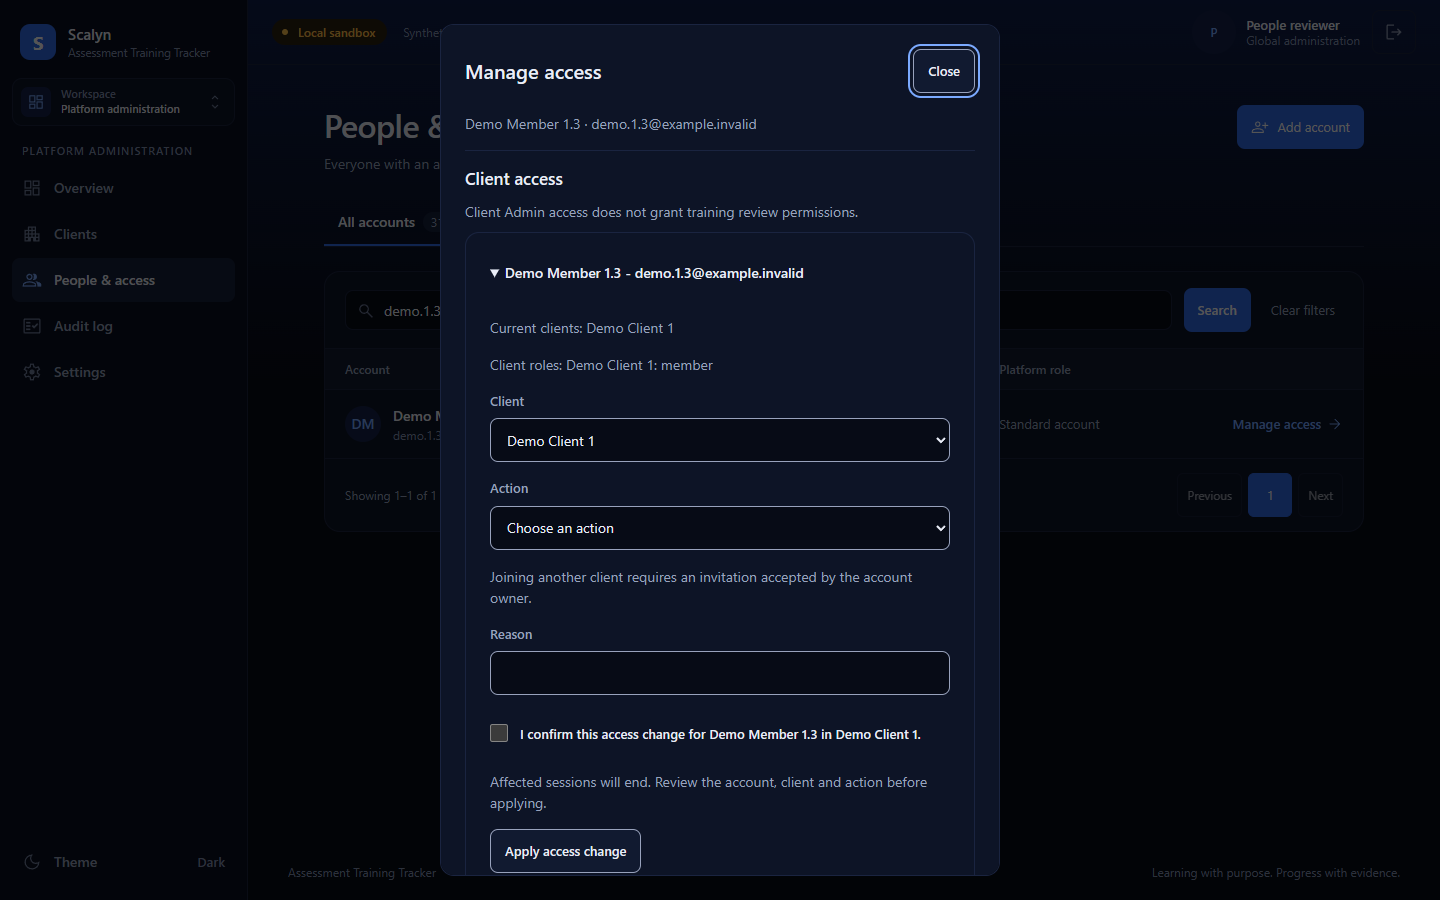 S
Scalyn
Assessment Training Tracker
Workspace
Platform administration
PLATFORM ADMINISTRATION
Overview
Clients
People & access
Audit log
Settings
Theme
Dark
Local sandbox
P
People reviewer
Global administration
People &
Everyone with an a
Add account
All accounts
demo.1.3
Search
Clear filters
Account
Platform role
DM
Demo M
demo.1.3
Standard account
Manage access
Showing 1–1 of 1
Previous
1
Next
Assessment Training Tracker
Learning with purpose. Progress with evidence.
Manage access
Close
Demo Member 1.3 · demo.1.3@example.invalid
Client access
Client Admin access does not grant training review permissions.
Demo Member 1.3 - demo.1.3@example.invalid
Current clients: Demo Client 1
Client roles: Demo Client 1: member
Client
Demo Client 1
Action
Choose an action
Joining another client requires an invitation accepted by the account
owner.
Reason
I confirm this access change for Demo Member 1.3 in Demo Client 1.
Affected sessions will end. Review the account, client and action before
applying.
Apply access change